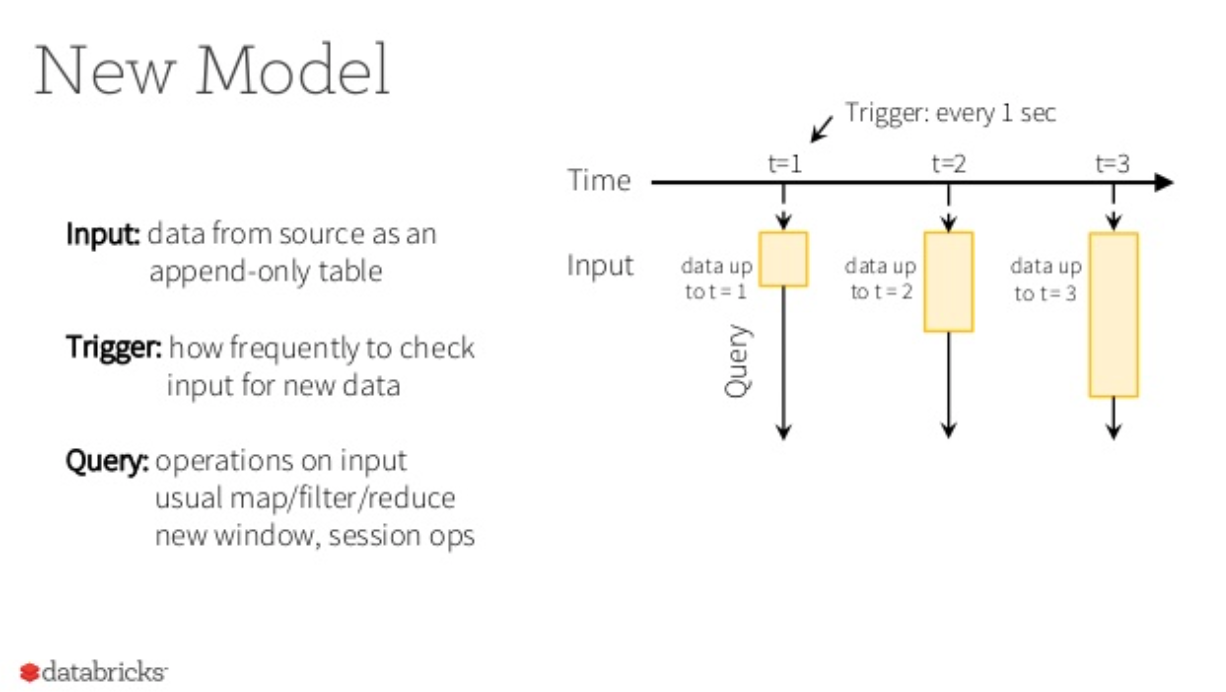 New Model
Input: data from source as an
append-only table
Trigger: how frequently to check
input for new data
Query: operations on input
usual map/filter/reduce
new window, session ops
Trigger: every 1 sec
t=1
t=2
t=3
Time
Input
data up
to t = 1
data up
to t = 2
data up
to t = 3
Query
databricks